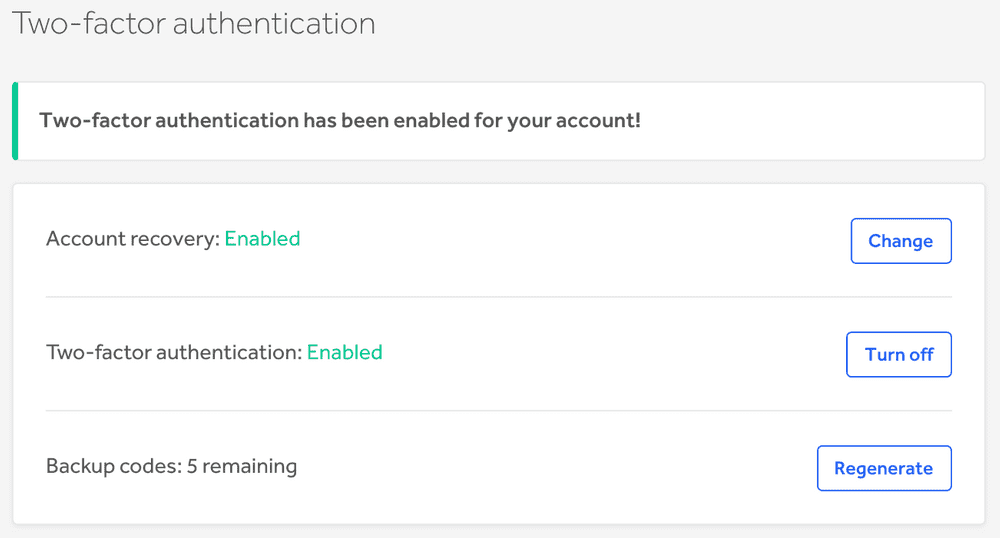 Two-factor authentication
Two-factor authentication has been enabled for your account!
Account recovery: Enabled
Change
Two-factor authentication: Enabled
Turn off
Backup codes: 5 remaining
Regenerate